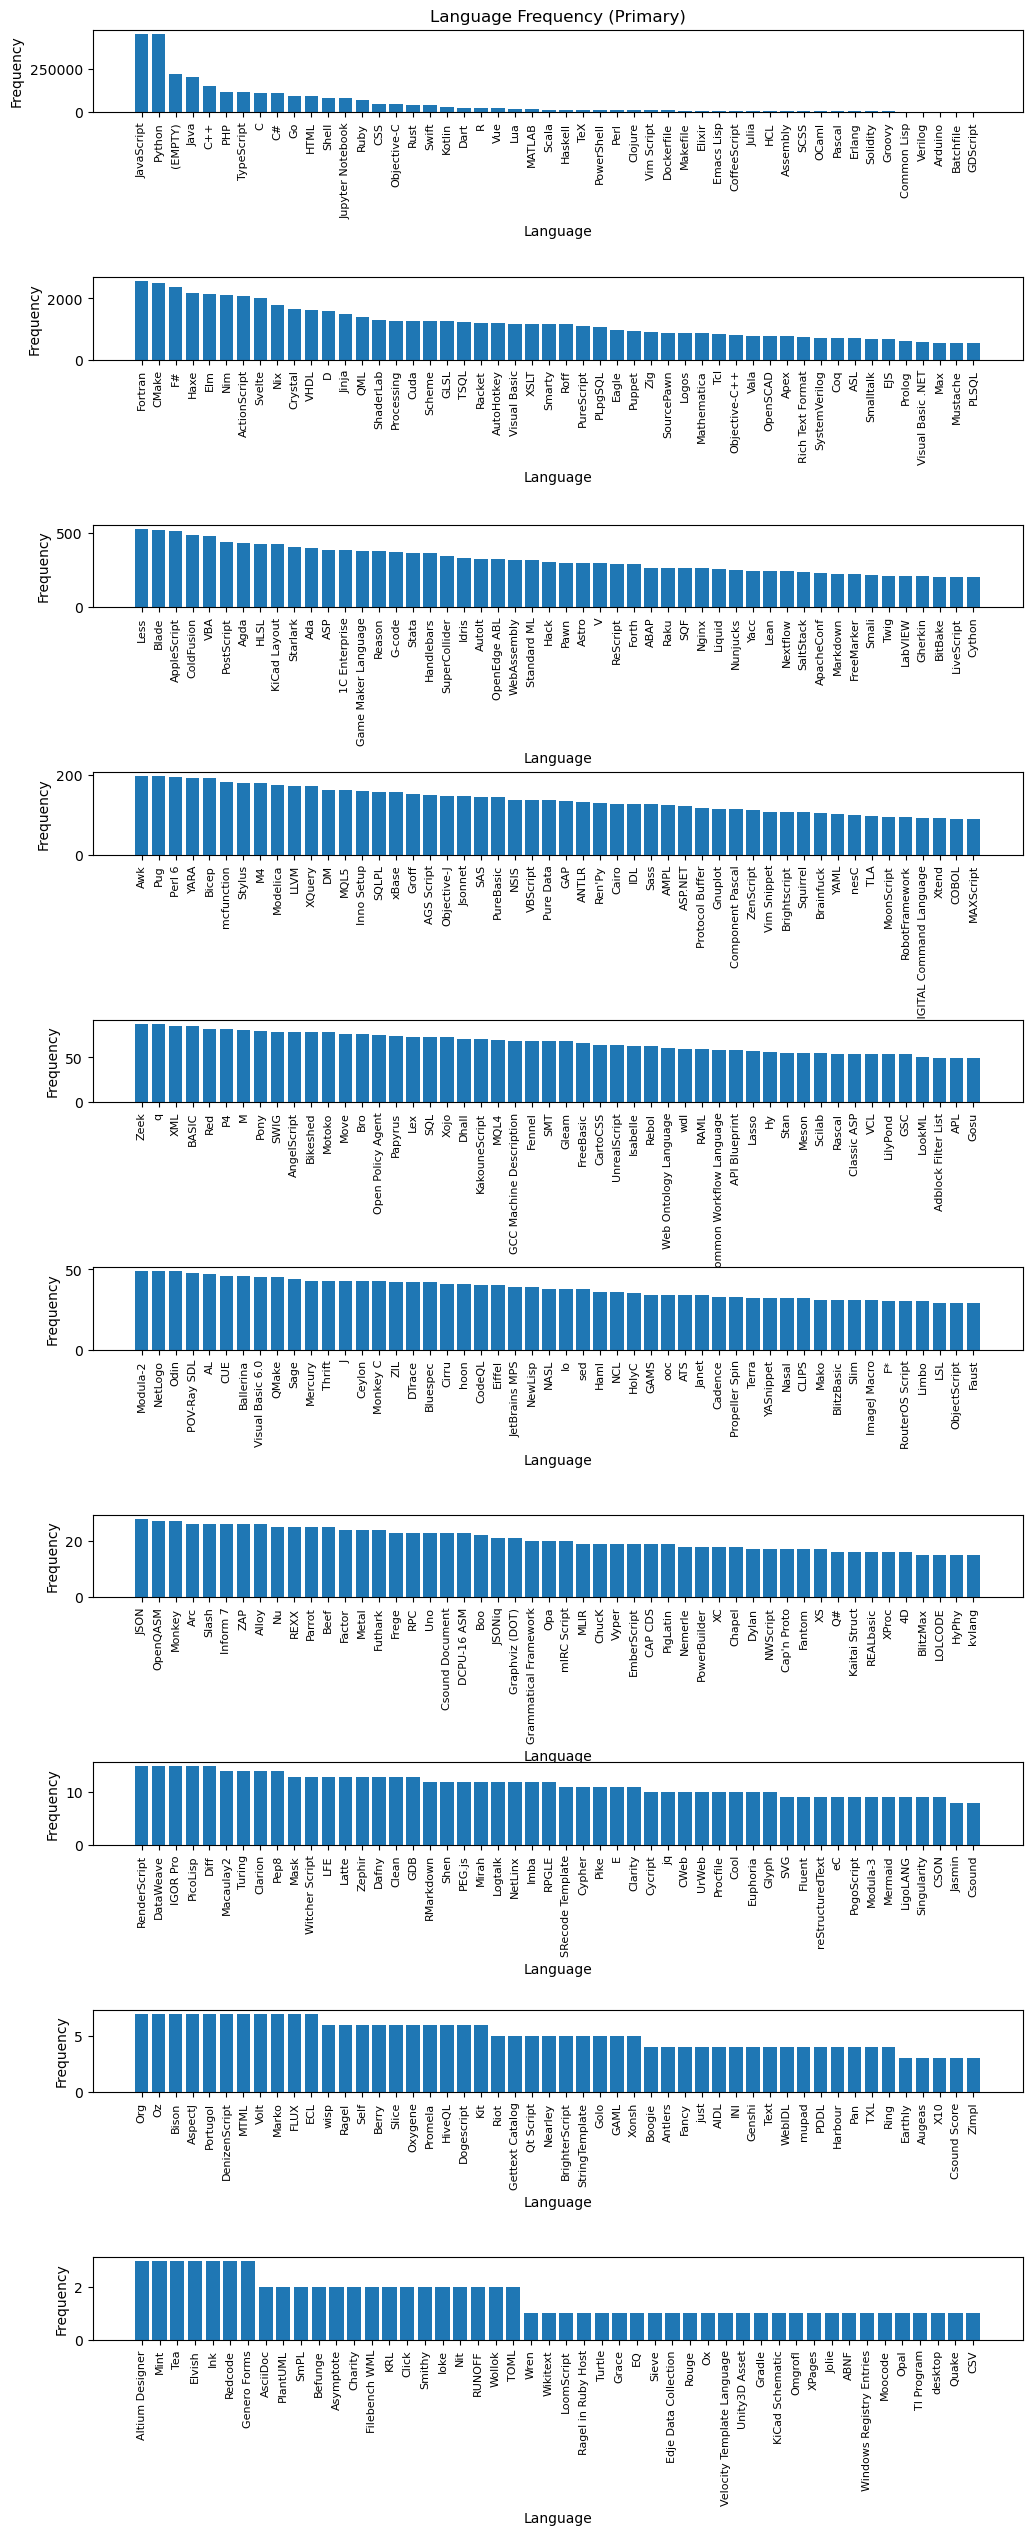 Language Frequency (Primary)
Frequency
250000
0
JavaScript
Python
(EMPTY)
Java
C++
PHP
TypeScript
C
C#
Go
HTML
Shell
Jupyter Notebook
Ruby
CSS
Objective-C
Rust
Swift
Kotlin
Dart
R
Vue
Lua
MATLAB
Scala
Haskell
TeX
PowerShell
Perl
Clojure
Vim Script
Dockerfile
Makefile
Elixir
Emacs Lisp
CoffeeScript
Julia
HCL
Assembly
SCSS
OCaml
Pascal
Erlang
Solidity
Groovy
Common Lisp
Verilog
Arduino
Batchfile
GDScript
Language
Frequency
2000
0
Fortran
CMake
F#
Haxe
Elm
Nim
ActionScript
Svelte
Nix
Crystal
VHDL
D
Jinja
QML
ShaderLab
Processing
Cuda
Scheme
GLSL
TSQL
Racket
AutoHotkey
Visual Basic
XSLT
Smarty
Roff
PureScript
PLpgSQL
Eagle
Puppet
Zig
SourcePawn
Logos
Mathematica
Tcl
Objective-C++
Vala
OpenSCAD
Apex
Rich Text Format
SystemVerilog
Coq
ASL
Smalltalk
EJS
Prolog
Visual Basic .NET
Max
Mustache
PLSQL
Language
Frequency
500
0
Less
Blade
AppleScript
ColdFusion
VBA
PostScript
Agda
HLSL
KiCad Layout
Starlark
Ada
ASP
1C Enterprise
Game Maker Language
Reason
G-code
Stata
Handlebars
SuperCollider
Idris
AutoIt
OpenEdge ABL
WebAssembly
Standard ML
Hack
Pawn
Astro
V
ReScript
Forth
ABAP
Raku
SQF
Nginx
Liquid
Nunjucks
Yacc
Lean
Nextflow
SaltStack
ApacheConf
Markdown
FreeMarker
Smali
Twig
LabVIEW
Gherkin
BitBake
LiveScript
Cython
Language
Frequency
200
0
Awk
Pug
Perl 6
YARA
Bicep
mcfunction
Stylus
M4
Modelica
LLVM
XQuery
DM
MQL5
Inno Setup
SQLPL
xBase
Groff
AGS Script
Objective-J
Jsonnet
SAS
PureBasic
NSIS
VBScript
Pure Data
GAP
ANTLR
Ren'Py
Cairo
IDL
Sass
AMPL
ASP.NET
Protocol Buffer
Gnuplot
Component Pascal
ZenScript
Vim Snippet
Brightscript
Squirrel
Brainfuck
YAML
nesC
TLA
MoonScript
RobotFramework
IGITAL Command Language
Xtend
COBOL
MAXScript
Frequency
50
0
Zeek
q
XML
BASIC
Red
P4
M
Pony
SWIG
AngelScript
Bikeshed
Motoko
Move
Bro
Open Policy Agent
Papyrus
Lex
SQL
Xojo
Dhall
KakouneScript
MQL4
GCC Machine Description
Fennel
SMT
Gleam
FreeBasic
CartoCSS
UnrealScript
Isabelle
Rebol
Web Ontology Language
wdl
RAML
ommon Workflow Language
API Blueprint
Lasso
Hy
Stan
Meson
Scilab
Rascal
Classic ASP
VCL
LilyPond
GSC
LookML
Adblock Filter List
APL
Gosu
Frequency
50
0
Modula-2
NetLogo
Odin
POV-Ray SDL
AL
CUE
Ballerina
Visual Basic 6.0
QMake
Sage
Mercury
Thrift
J
Ceylon
Monkey C
ZIL
DTrace
Bluespec
Cirru
hoon
CodeQL
Eiffel
JetBrains MPS
NewLisp
NASL
Io
sed
Haml
NCL
HolyC
GAMS
ooc
ATS
Janet
Cadence
Propeller Spin
Terra
YASnippet
Nasal
CLIPS
Mako
BlitzBasic
Slim
ImageJ Macro
F*
RouterOS Script
Limbo
LSL
ObjectScript
Faust
Language
Frequency
20
0
JSON
OpenQASM
Monkey
Arc
Slash
Inform 7
ZAP
Alloy
Nu
REXX
Parrot
Beef
Factor
Metal
Futhark
Frege
RPC
Uno
Csound Document
DCPU-16 ASM
Boo
JSONiq
Graphviz (DOT)
Grammatical Framework
Opa
mIRC Script
MLIR
ChucK
Vyper
EmberScript
CAP CDS
PigLatin
Nemerle
PowerBuilder
XC
Chapel
Dylan
NWScript
Cap'n Proto
Fantom
XS
Q#
Kaitai Struct
REALbasic
XProc
4D
BlitzMax
LOLCODE
HyPhy
kvlang
Language
Frequency
10
0
RenderScript
DataWeave
IGOR Pro
PicoLisp
Diff
Macaulay2
Turing
Clarion
Pep8
Mask
Witcher Script
LFE
Latte
Zephir
Dafny
Clean
GDB
RMarkdown
Shen
PEG.js
Mirah
Logtalk
NetLinx
Imba
RPGLE
SRecode Template
Cypher
Pike
E
Clarity
Cycript
jq
CWeb
UrWeb
Procfile
Cool
Euphoria
Glyph
SVG
Fluent
reStructuredText
eC
PogoScript
Modula-3
Mermaid
LigoLANG
Singularity
CSON
Jasmin
Csound
Language
Frequency
5
0
Org
Oz
Bison
AspectJ
Portugol
DenizenScript
MTML
Volt
Marko
FLUX
ECL
wisp
Ragel
Self
Berry
Slice
Oxygene
Promela
HiveQL
Dogescript
Kit
Riot
Gettext Catalog
Qt Script
Nearley
BrighterScript
StringTemplate
Golo
GAML
Xonsh
Boogie
Antlers
Fancy
just
AIDL
INI
Genshi
Text
WebIDL
mupad
PDDL
Harbour
Pan
TXL
Ring
Earthly
Augeas
X10
Csound Score
Zimpl
Language
Frequency
2
0
Altium Designer
Mint
Tea
Elvish
Ink
Redcode
Genero Forms
AsciiDoc
PlantUML
SmPL
Befunge
Asymptote
Charity
Filebench WML
KRL
Click
Smithy
Ioke
Nit
RUNOFF
Wollok
TOML
Wren
Wikitext
LoomScript
Ragel in Ruby Host
Turtle
Grace
EQ
Sieve
Edje Data Collection
Rouge
Ox
Velocity Template Language
Unity3D Asset
Gradle
KiCad Schematic
Omgrofl
XPages
Jolie
ABNF
Windows Registry Entries
Moocode
Opal
TI Program
desktop
Quake
CSV
Language